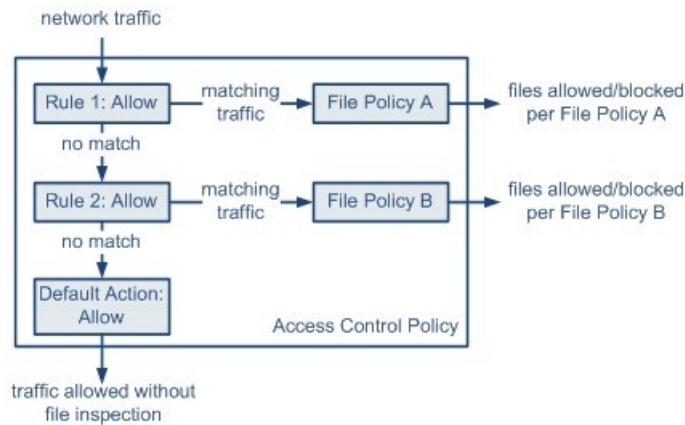 network traffic
Rule 1: Allow
matching
traffic
File Policy A
files allowed/blocked
per File Policy A
no match
Rule 2: Allow
matching
traffic
File Policy B
files allowed/blocked
per File Policy B
no match
Default Action:
Allow
Access Control Policy
traffic allowed without
file inspection